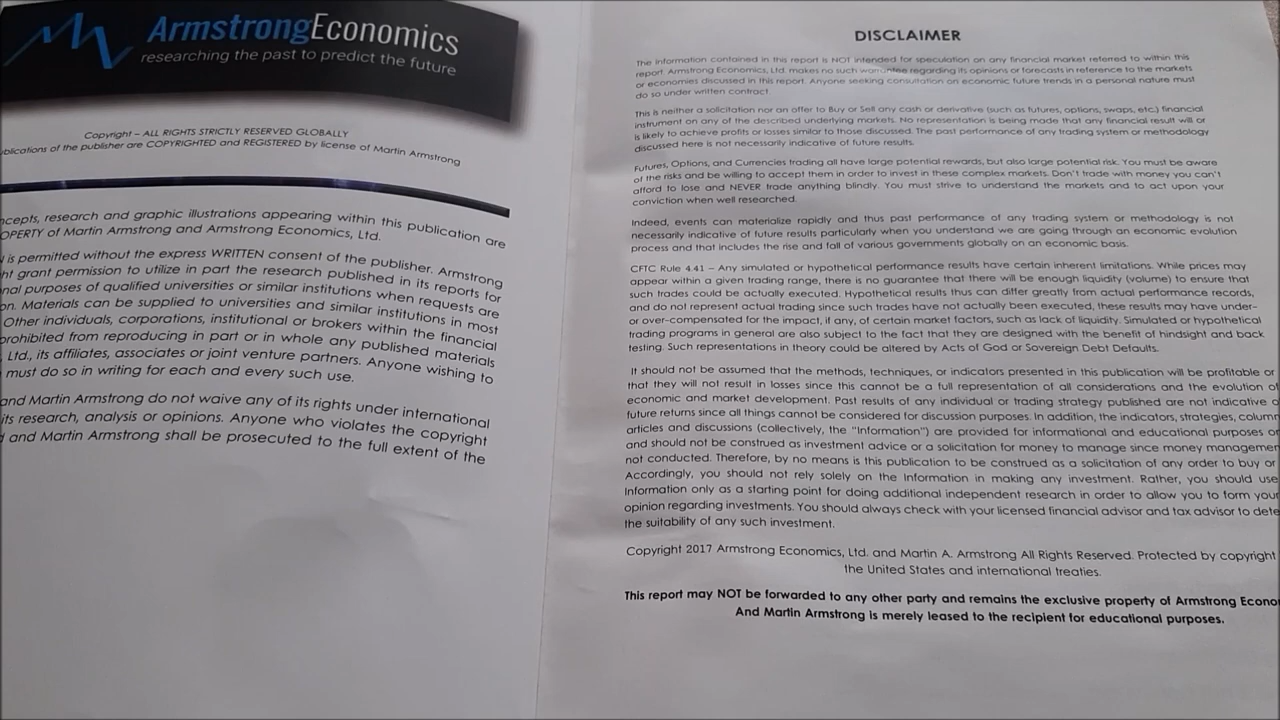 ArmstrongEconomics
researching the past to predict the future
Copyright – ALL RIGHTS STRICTLY RESERVED GLOBALLY
publications of the publisher are COPYRIGHTED and REGISTERED by license of Martin Armstrong
research and graphic illustrations appearing within this publication are
of Martin Armstrong and Armstrong Economics, Ltd.
is permitted without the express WRITTEN consent of the publisher. Armstrong
grant permission to utilize in part the research published in its reports for
purposes of qualified universities or similar institutions when requests are
Materials can be supplied to universities and similar institutions in most
Other individuals, corporations, institutional or brokers within the financial
prohibited from reproducing in part or in whole any published materials
Ltd., its affiliates, associates or joint venture partners. Anyone wishing to
must do so in writing for each and every such use.
and Martin Armstrong do not waive any of its rights under international
its research, analysis or opinions. Anyone who violates the copyright
and Martin Armstrong shall be prosecuted to the full extent of the
DISCLAIMER
The information contained in this report is NOT intended for speculation on any financial market referred to within this
report. Armstrong Economics, Ltd. makes no such warrantee regarding its opinions or forecasts in reference to the markets
or economies discussed in this report. Anyone seeking consultation on economic future trends in a personal nature must
do so under written contract.
This is neither a solicitation nor an offer to Buy or Sell any cash or derivative (such as futures, options, swaps, etc.) financial
instrument on any of the described underlying markets. No representation is being made that any financial result will or
is likely to achieve profits or losses similar to those discussed. The past performance of any trading system or methodology
discussed here is not necessarily indicative of future results.
Futures, Options, and Currencies trading all have large potential rewards, but also large potential risk. You must be aware
of the risks and be willing to accept them in order to invest in these complex markets. Don't trade with money you can't
afford to lose and NEVER trade anything blindly. You must strive to understand the markets and to act upon your
conviction when well researched.
Indeed, events can materialize rapidly and thus past performance of any trading system or methodology is not
necessarily indicative of future results particularly when you understand we are going through an economic evolution
process and that includes the rise and fall of various governments globally on an economic basis.
CFTC Rule 4.41 – Any simulated or hypothetical performance results have certain inherent limitations. While prices may
appear within a given trading range, there is no guarantee that there will be enough liquidity (volume) to ensure that
such trades could be actually executed. Hypothetical results thus can differ greatly from actual performance records,
and do not represent actual trading since such trades have not actually been executed, these results may have under-
or over-compensated for the impact, if any, of certain market factors, such as lack of liquidity. Simulated or hypothetical
trading programs in general are also subject to the fact that they are designed with the benefit of hindsight and back
testing. Such representations in theory could be altered by Acts of God or Sovereign Debt Defaults.
It should not be assumed that the methods, techniques, or indicators presented in this publication will be profitable or
that they will not result in losses since this cannot be a full representation of all considerations and the evolution of
economic and market development. Past results of any individual or trading strategy published are not indicative
future returns since all things cannot be considered for discussion purposes. In addition, the indicators, strategies,
articles and discussions (collectively, the "Information") are provided for informational and educational purposes
and should not be construed as investment advice or a solicitation for money to manage since money
not conducted. Therefore, by no means is this publication to be construed as a solicitation of any order to buy or
Accordingly, you should not rely solely on the Information in making any investment. Rather, you should use
Information only as a starting point for doing additional independent research in order to allow you to form your
opinion regarding investments. You should always check with your licensed financial advisor and tax advisor to
the suitability of any such investment.
Copyright 2017 Armstrong Economics, Ltd. and Martin A. Armstrong All Rights Reserved. Protected by copyright
the United States and international treaties.
This report may NOT be forwarded to any other party and remains the exclusive property of Armstrong
And Martin Armstrong is merely leased to the recipient for educational purposes.